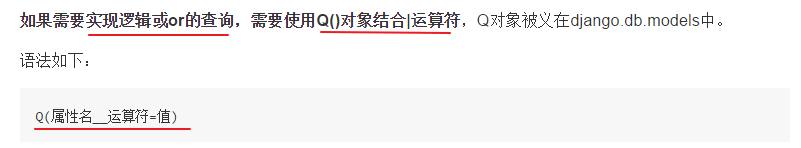 如果需要实现逻辑或or的查询，需要使用Q()对象结合|运算符，Q对象被义在django.db.models中。
语法如下：
Q(属性名__运算符=值)